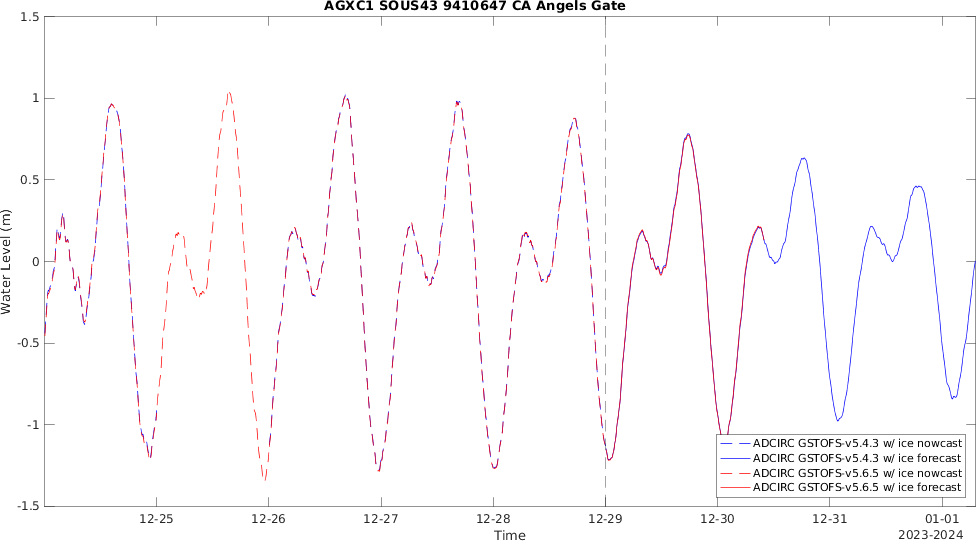 AGXC1 SOUS43 9410647 CA Angels Gate
1.5
1
0.5
0
-0.5
-1
-1.5
Water Level (m)
12-25
12-26
12-27
12-28
12-29
12-30
12-31
01-01
Time
2023-2024
ADCIRC GSTOFS-v5.4.3 w/ ice nowcast
ADCIRC GSTOFS-v5.4.3 w/ ice forecast
ADCIRC GSTOFS-v5.6.5 w/ ice nowcast
ADCIRC GSTOFS-v5.6.5 w/ ice forecast